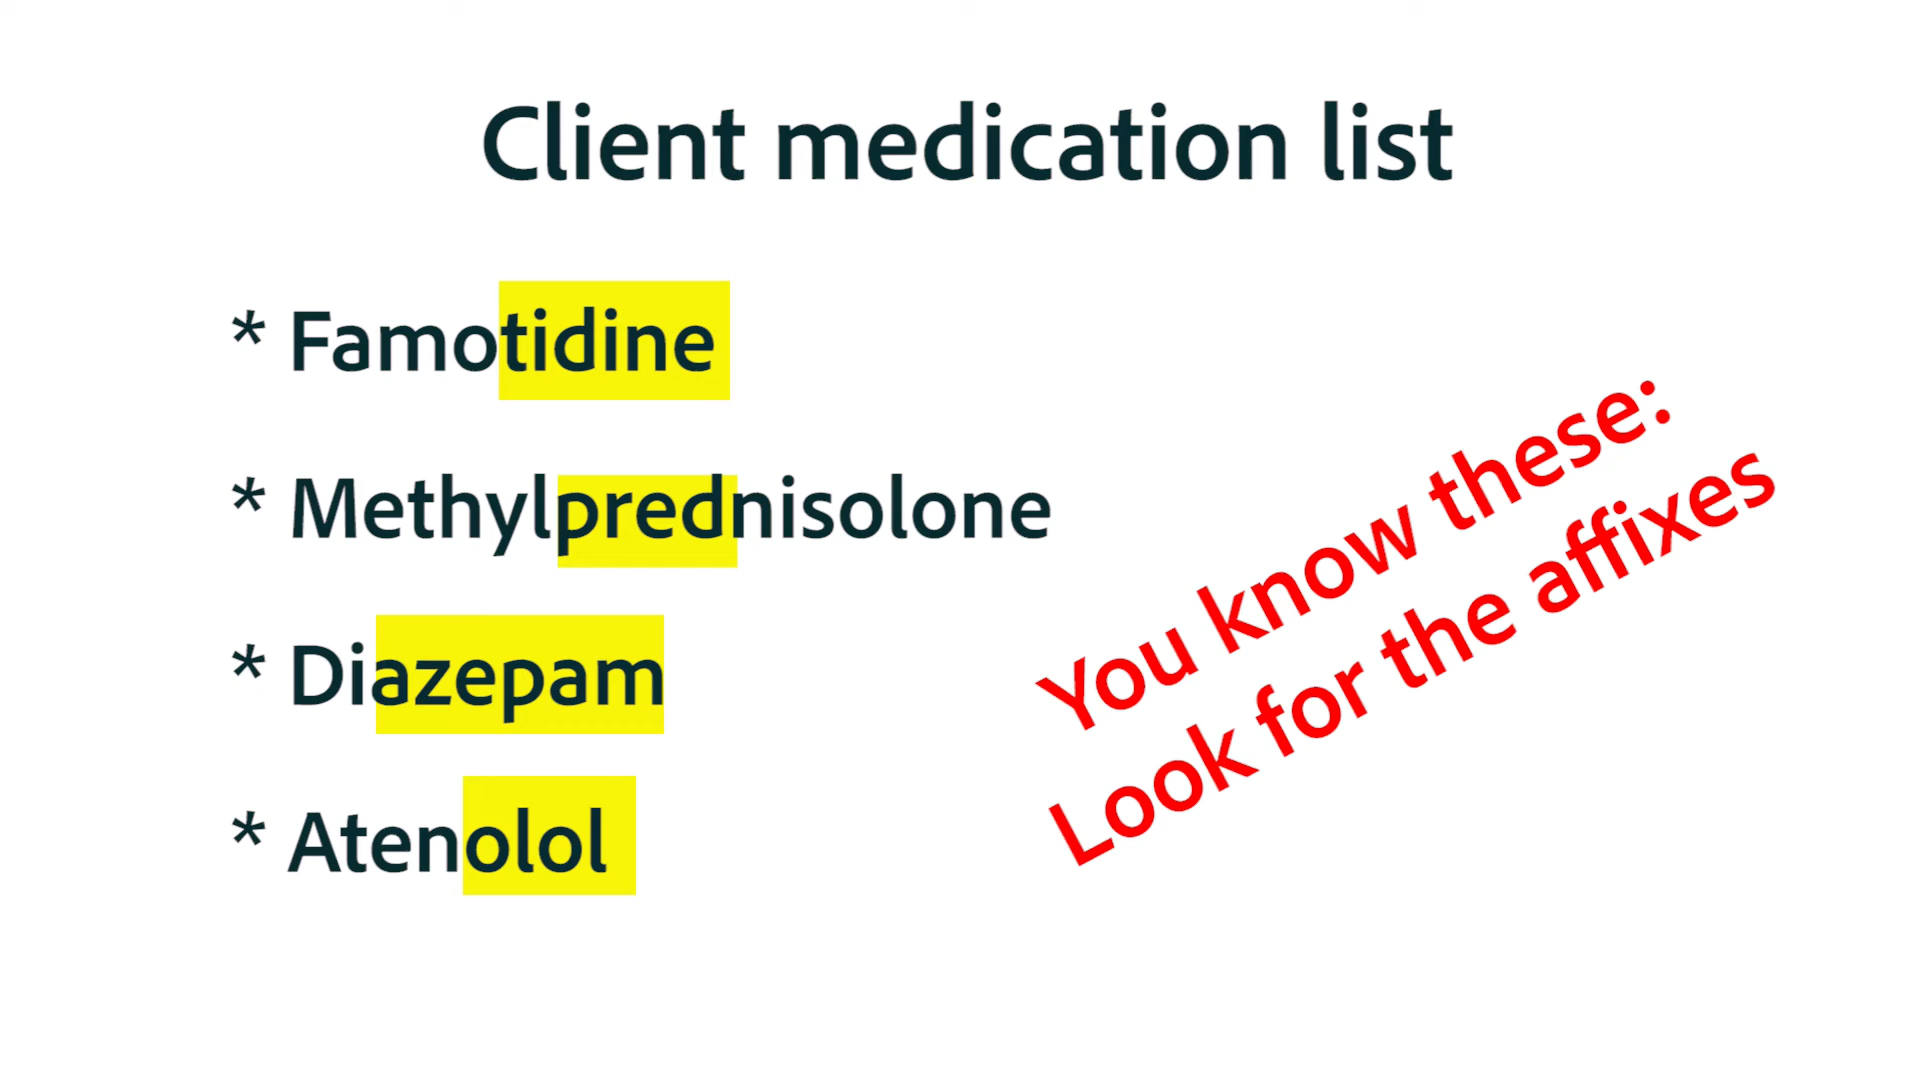 Client medication list
* Famotidine
* Methylprednisolone
* Diazepam
* Atenolol
You know these:
Look for the affixes